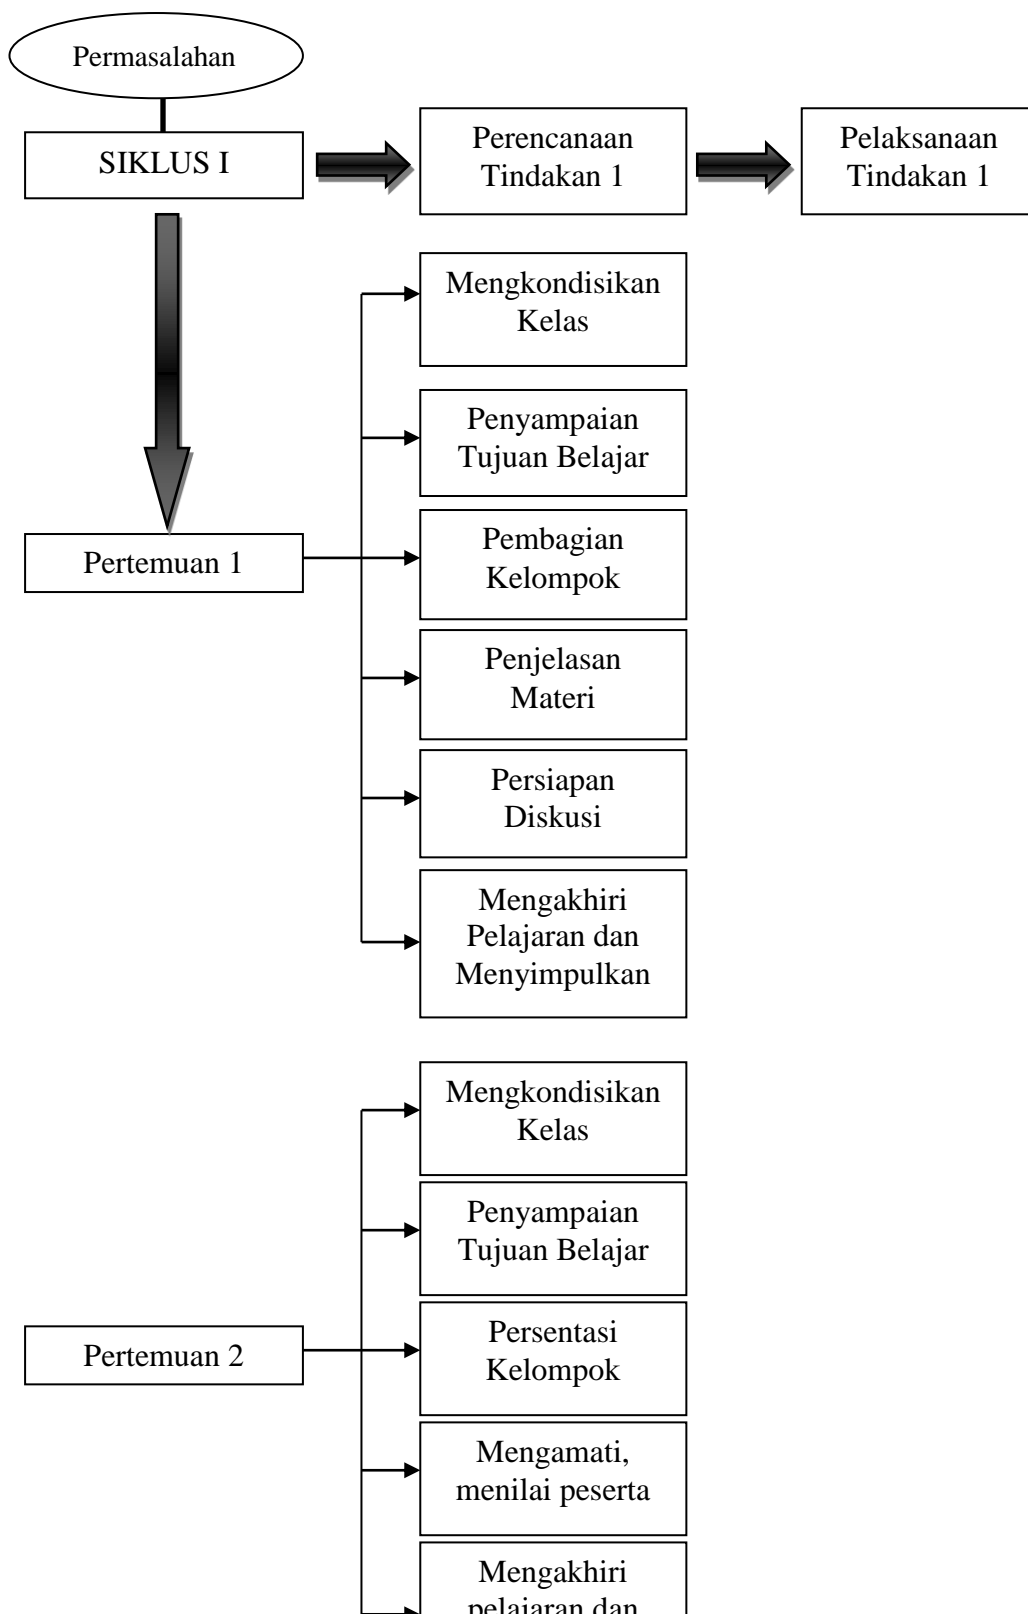 Permasalahan
SIKLUS I
Perencanaan
Tindakan 1
Pelaksanaan
Tindakan 1
Mengkondisikan
Kelas
Penyampaian
Tujuan Belajar
Pertemuan 1
Pembagian
Kelompok
Penjelasan
Materi
Persiapan
Diskusi
Mengakhiri
Pelajaran dan
Menyimpulkan
Mengkondisikan
Kelas
Penyampaian
Tujuan Belajar
Pertemuan 2
Persentasi
Kelompok
Mengamati,
menilai peserta
Mengakhiri
pelajaran dan